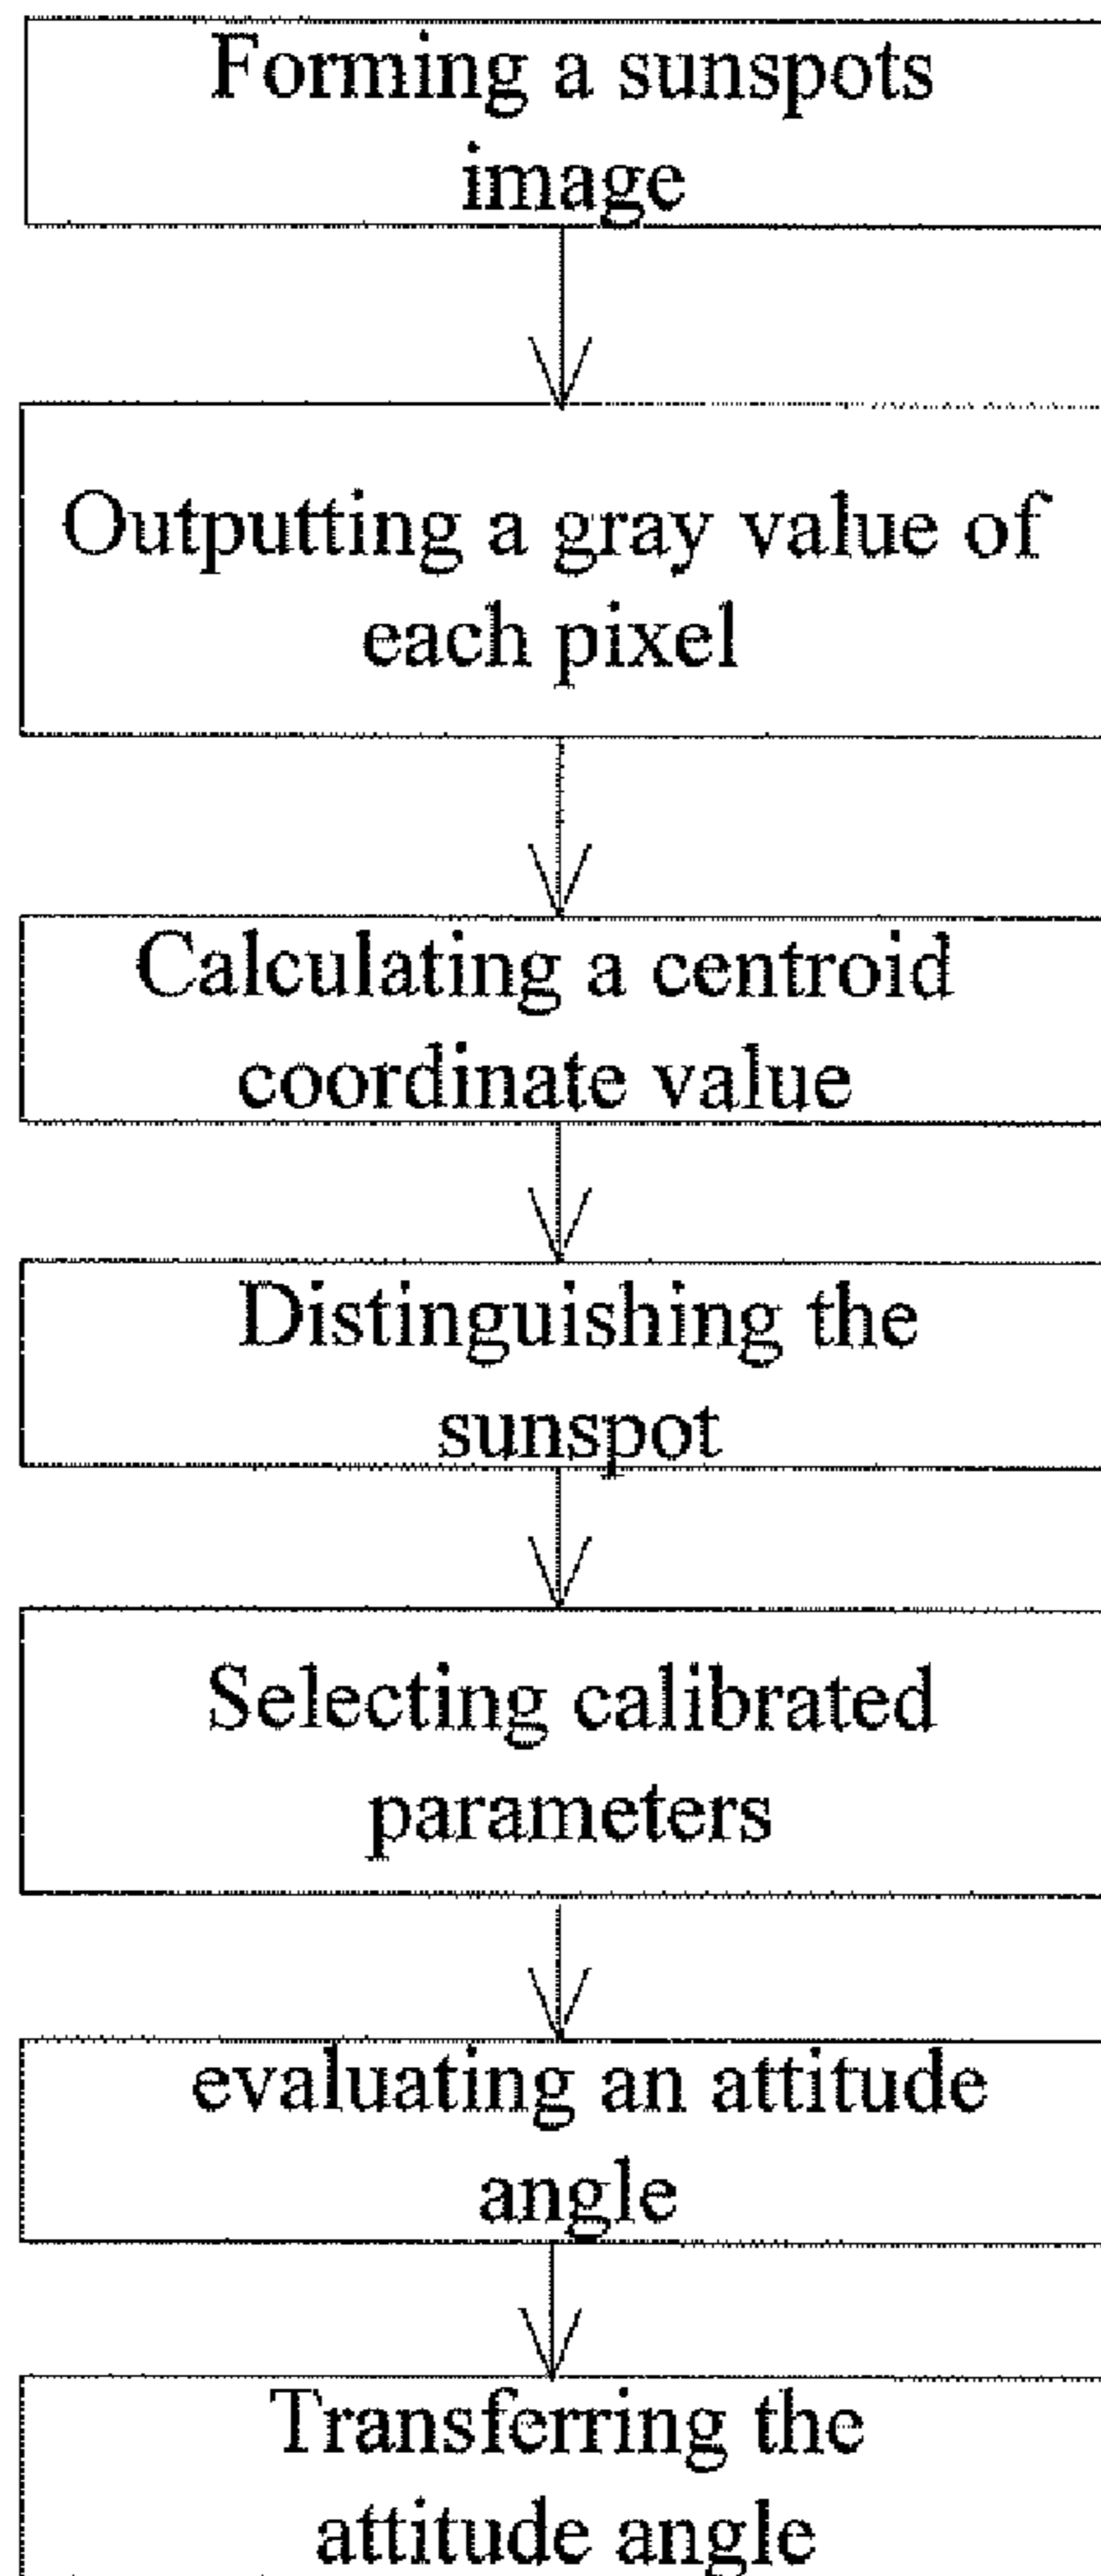 Forming a sunspots
image
Outputting a gray value of
each pixel
Calculating a centroid
coordinate value
Distinguishing the
sunspot
Selecting calibrated
parameters
evaluating an attitude
angle
Transferring the
attitude angle